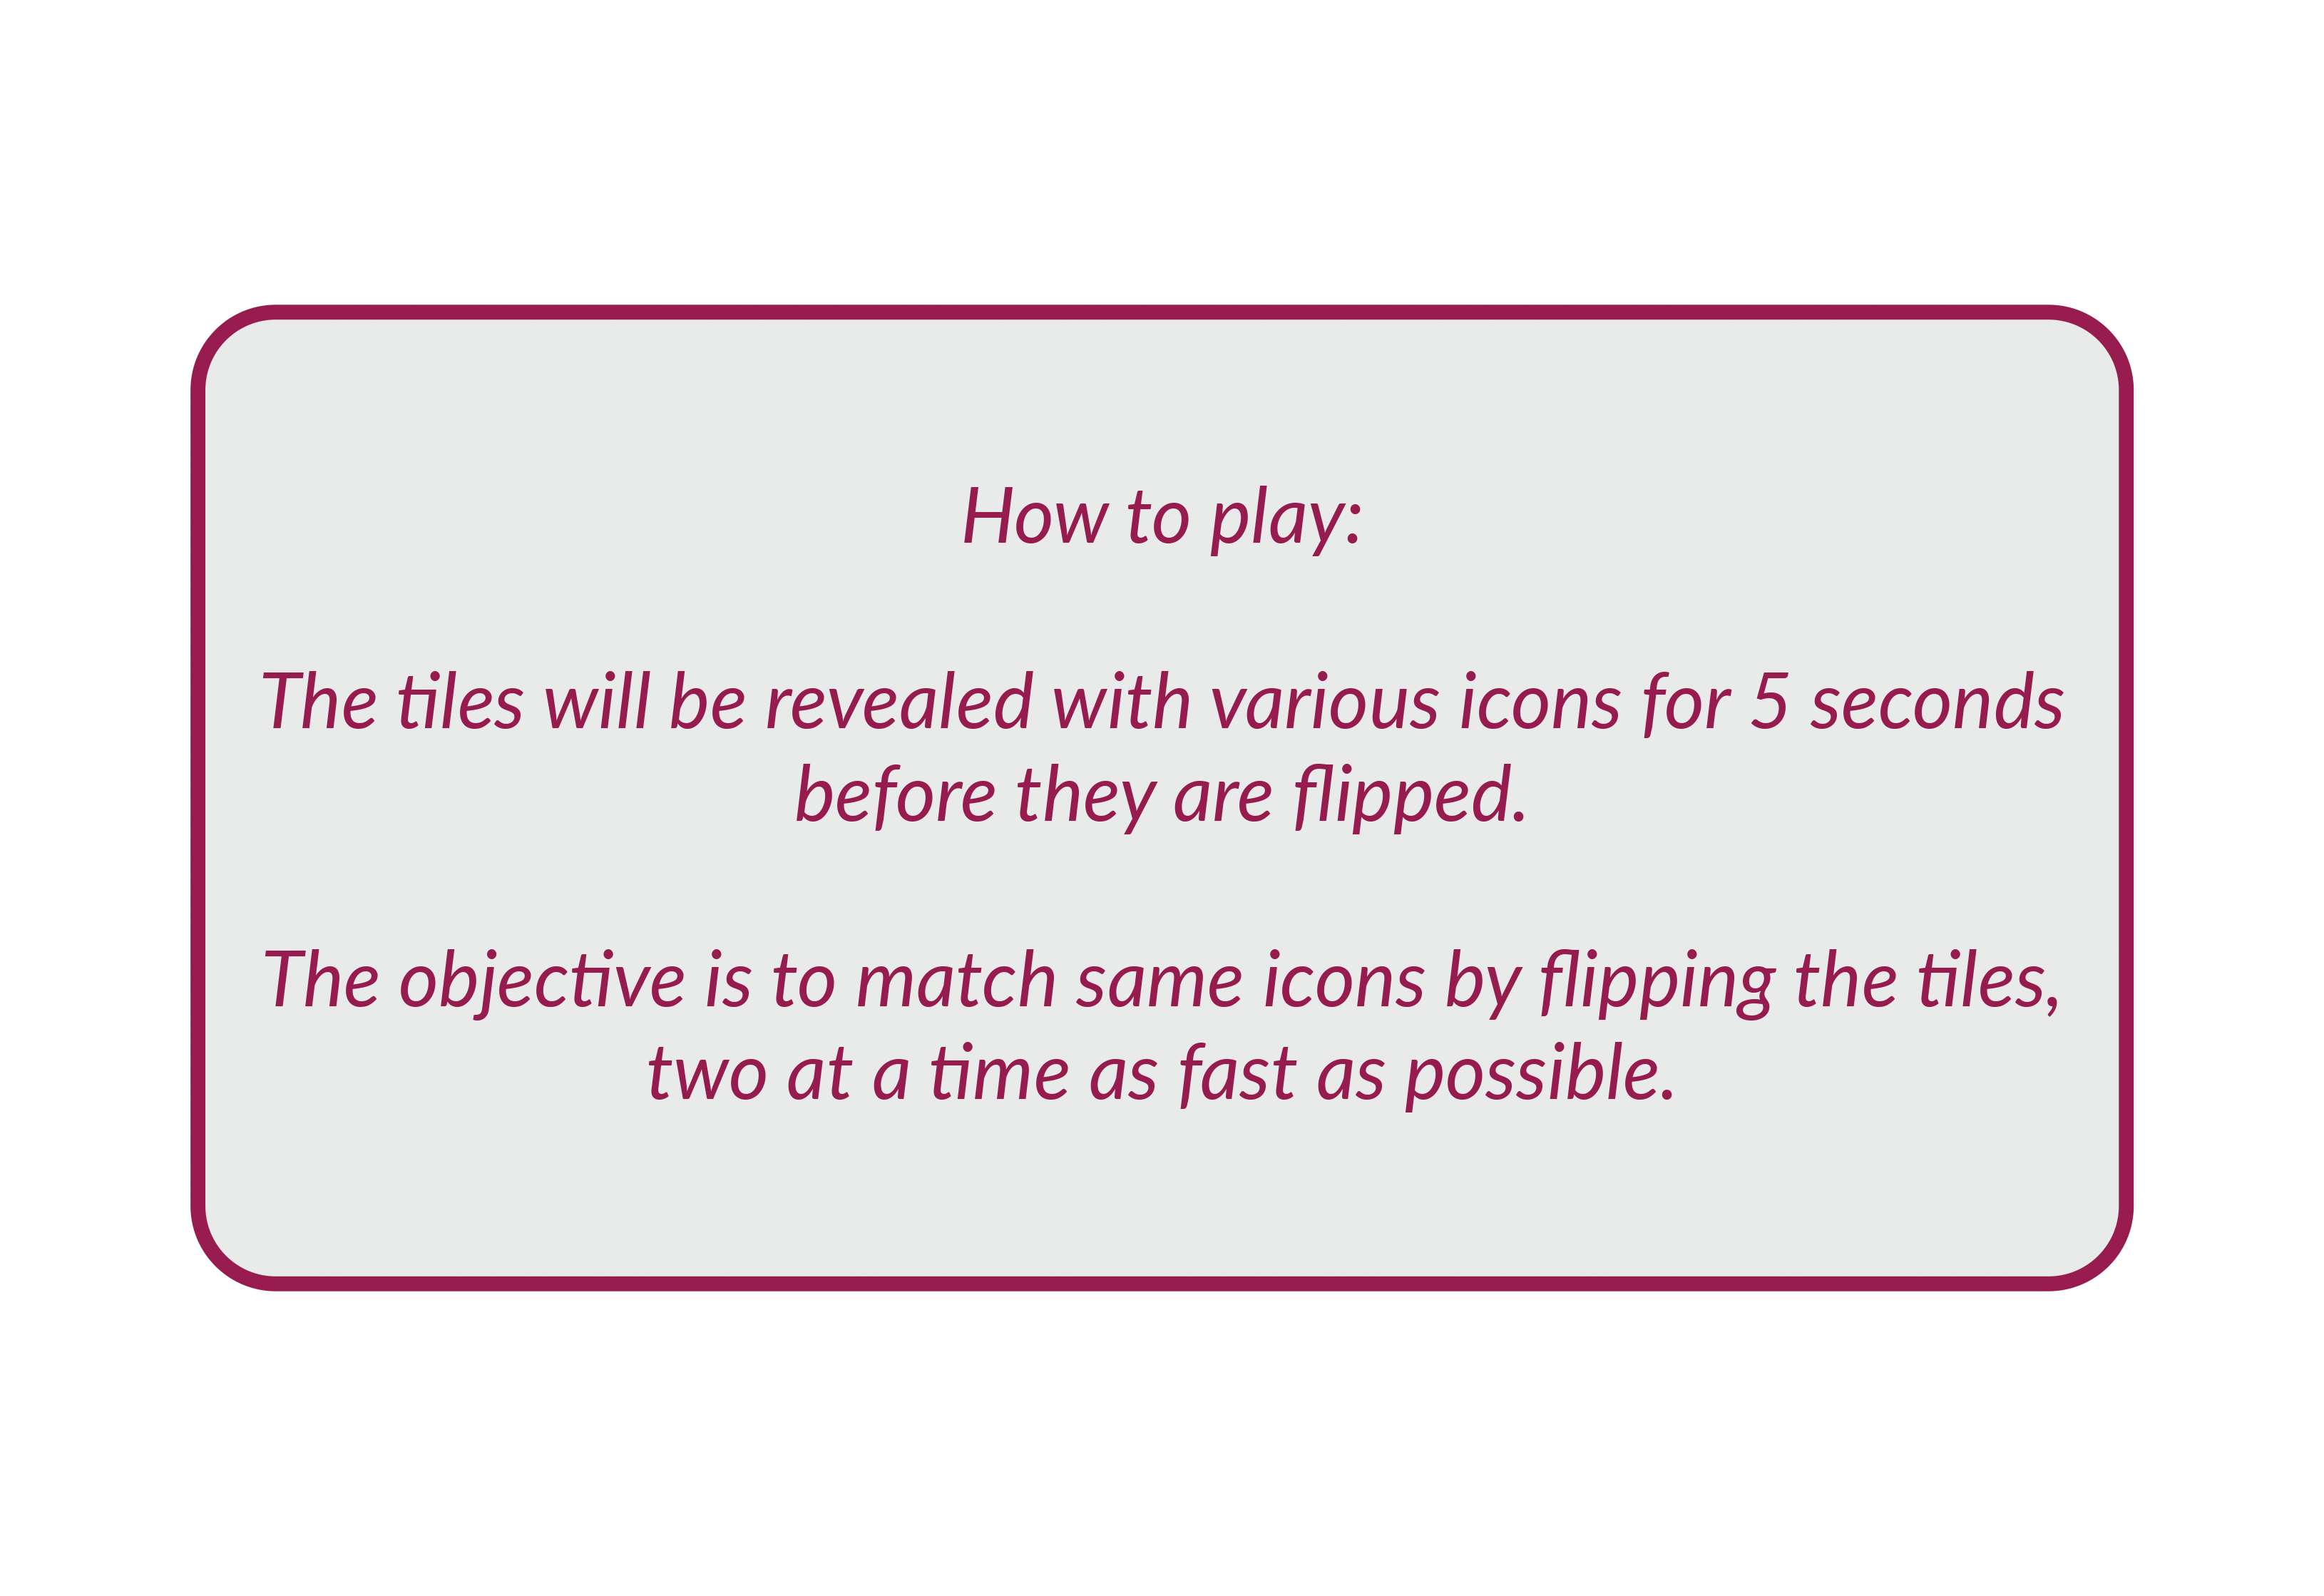 How to play:
The tiles will be revealed with various icons for 5 seconds
before they are flipped.
The objective is to match same icons by flipping the tiles,
two at a time as fast as possible.